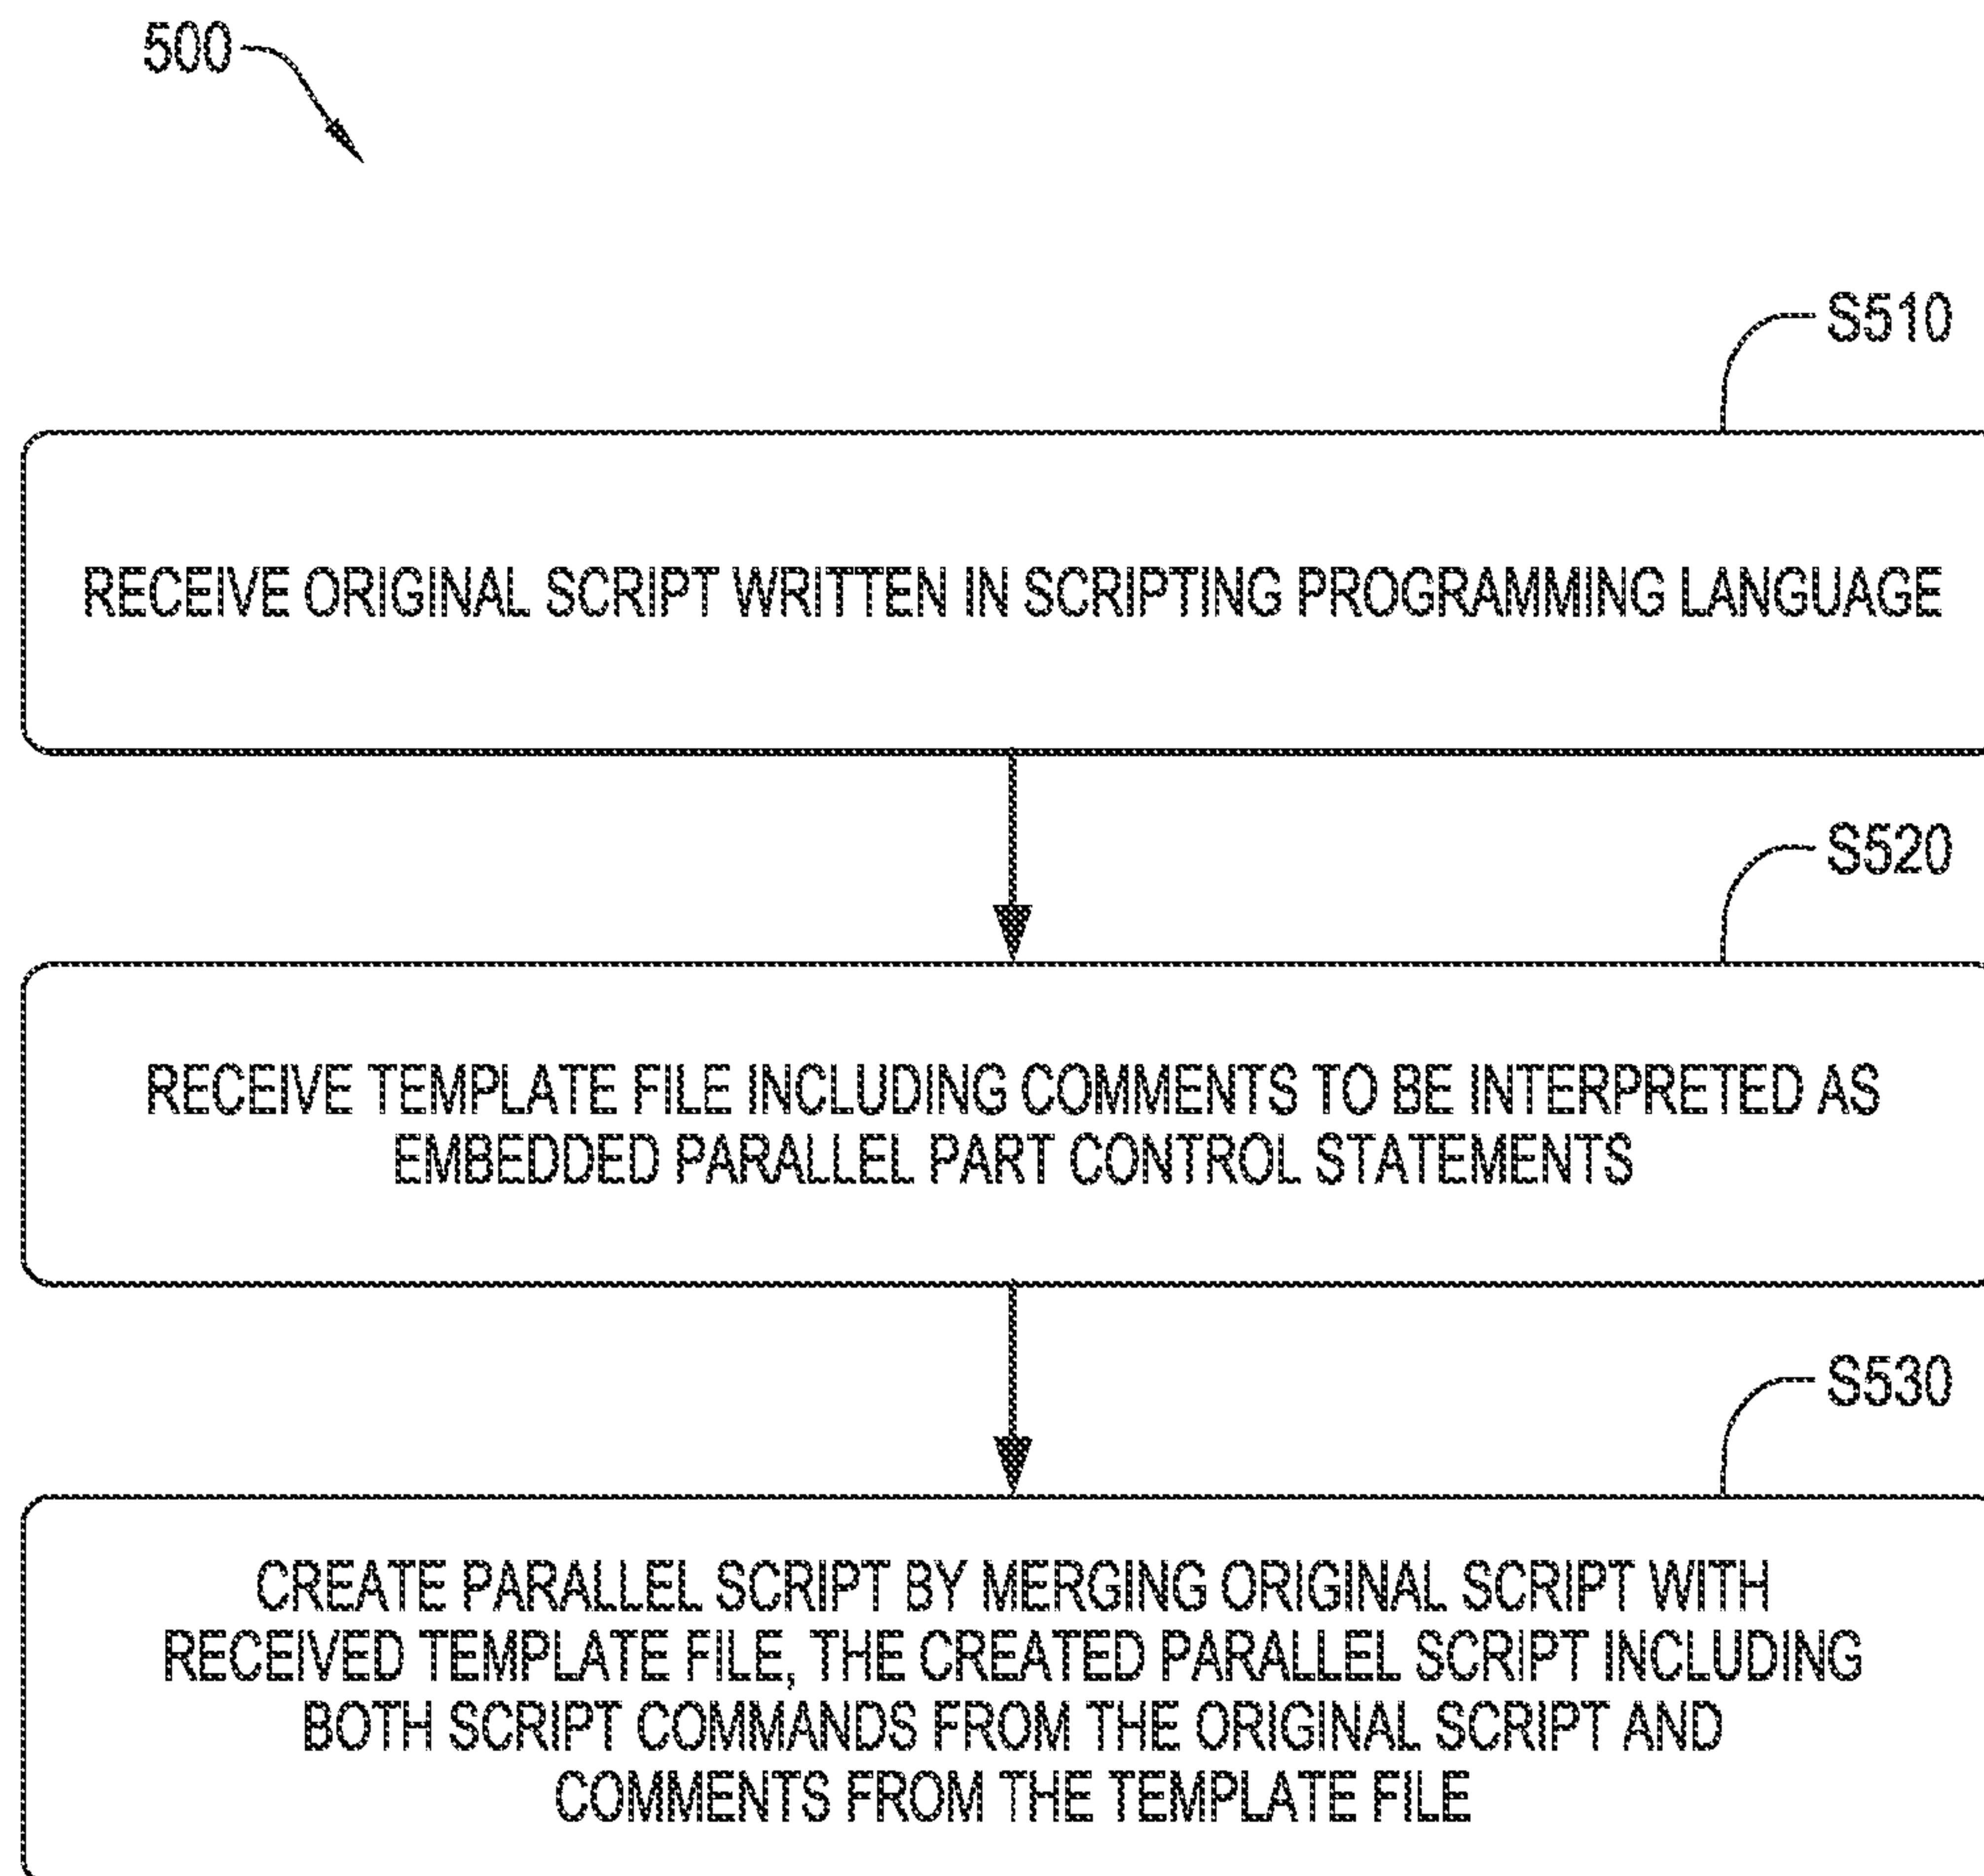 500
S510
RECEIVE ORIGINAL SCRIPT WRITTEN IN SCRIPTING PROGRAMMING LANGUAGE
S520
RECEIVE TEMPLATE FILE INCLUDING COMMENTS TO BE INTERPRETED AS
EMBEDDED PARALLEL PART CONTROL STATEMENTS
S530
CREATE PARALLEL SCRIPT BY MERGING ORIGINAL SCRIPT WITH
RECEIVED TEMPLATE FILE, THE CREATED PARALLEL SCRIPT INCLUDING
BOTH SCRIPT COMMANDS FROM THE ORIGINAL SCRIPT AND
COMMENTS FROM THE TEMPLATE FILE